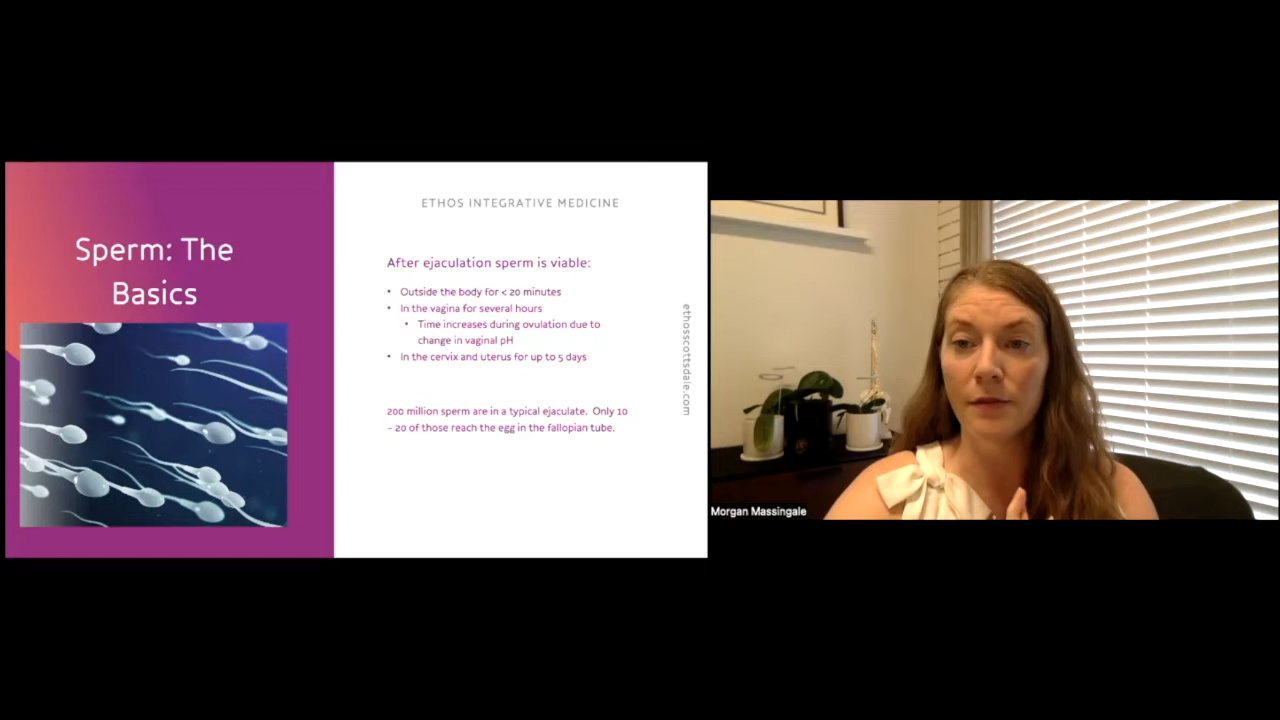 Sperm: The
Basics
ETHOS INTEGRATIVE MEDICINE
After ejaculation sperm is viable:
• Outside the body for < 20 minutes
• In the vagina for several hours
• Time increases during ovulation due to
change in vaginal pH
• In the cervix and uterus for up to 5 days
200 million sperm are in a typical ejaculate. Only 10
– 20 of those reach the egg in the fallopian tube.
ethosscottsdale.com
Morgan Massingale